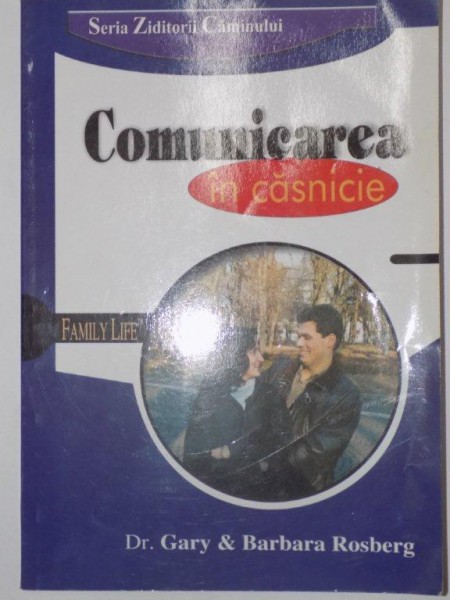 Seria Ziditorii Căminului
Comunicarea
în căsnicie
FAMILY LIFE
Dr. Gary & Barbara Rosberg